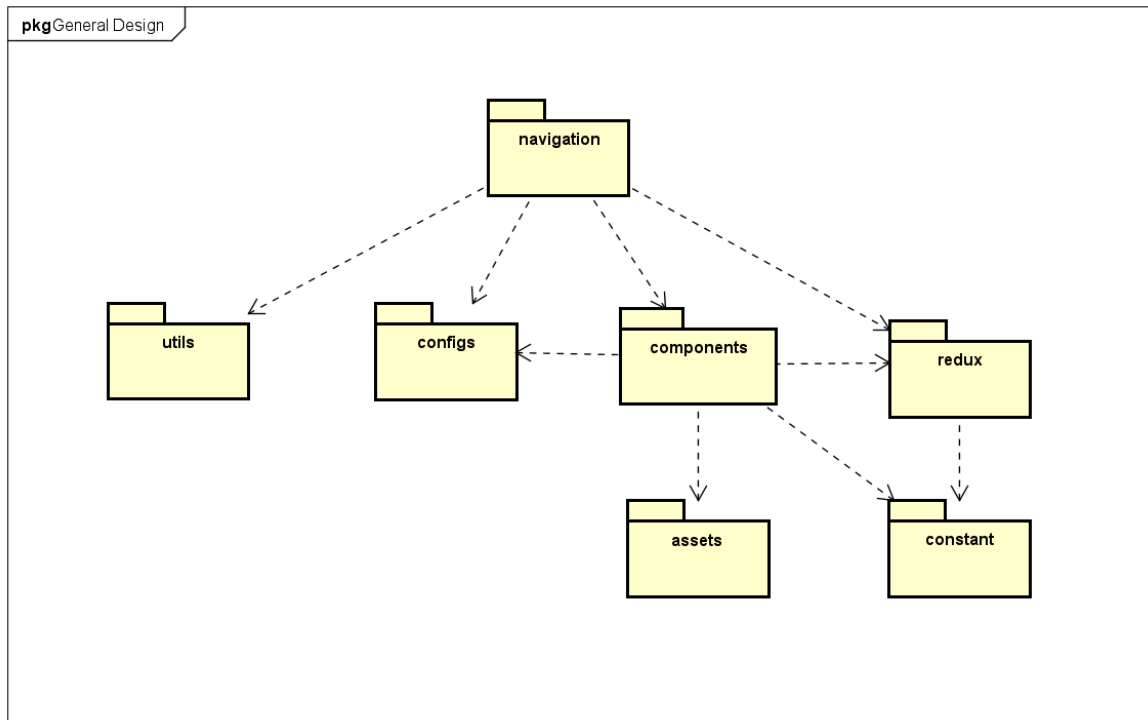 pkgGeneral Design
navigation
utils
configs
components
redux
assets
constant